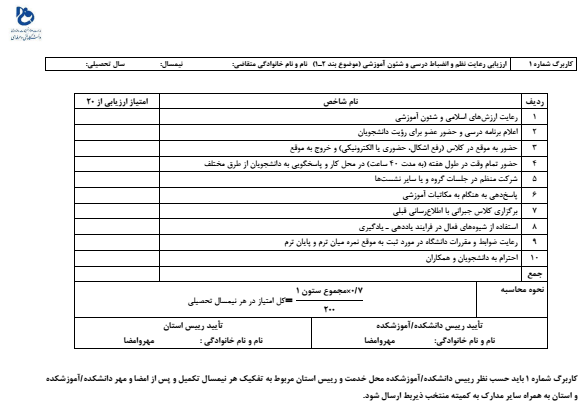 کاربرگ شماره ۱ ارزیابی رعایت نظم و انضباط درسی و شئون آموزشی (موضوع بند ۲ـ۱) نام و نام خانوادگی متقاضی: نیمسال: سال تحصیلی:
ردیف نام شاخص امتیاز ارزیابی از ۲۰
۱ رعایت ارزش‌های اسلامی و شئون آموزشی
۲ اعلام برنامه درسی و حضور عضو برای رؤیت دانشجویان
۳ حضور به موقع در کلاس (رفع اشکال، حضوری یا الکترونیکی) و خروج به موقع
۴ حضور تمام وقت در طول هفته (به مدت ۴۰ ساعت) در محل کار و پاسخگویی به دانشجویان از طرق مختلف
۵ شرکت منظم در جلسات گروه و یا سایر نشست‌ها
۶ پاسخ‌دهی به هنگام به مکاتبات آموزشی
۷ برگزاری کلاس جبرانی با اطلاع‌رسانی قبلی
۸ استفاده از شیوه‌های فعال در فرایند یاددهی ـ یادگیری
۹ رعایت ضوابط و مقررات دانشگاه در مورد ثبت به موقع نمره میان ترم و پایان ترم
۱۰ احترام به دانشجویان و همکاران
جمع
نحوه محاسبه
۰/۷×مجموع ستون ۱
=کل امتیاز در هر نیمسال تحصیلی
۲۰۰
تأیید رییس دانشکده/آموزشکده تأیید رییس استان
نام و نام خانوادگی: مهروامضا نام و نام خانوادگی : مهروامضا
کاربرگ شماره ۱ باید حسب نظر رییس دانشکده/آموزشکده محل خدمت و رییس استان مربوط به تفکیک هر نیمسال تکمیل و پس از امضا و مهر دانشکده/آموزشکده
و استان به همراه سایر مدارک به کمیته منتخب ذیربط ارسال شود.